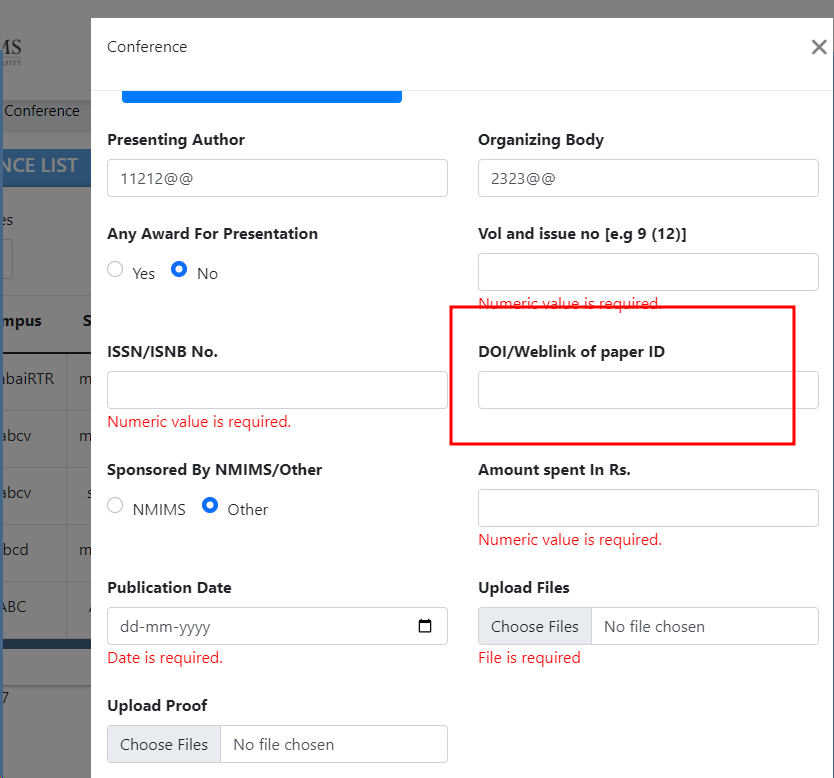 Conference
MS
Conference
NCE LIST
es
Presenting Author
Organizing Body
11212@@
2323@@
Any Award For Presentation
Vol and issue no [e.g 9 (12)]
Yes No
Numeric value is required.
mpus S
ISSN/ISNB No.
DOI/Weblink of paper ID
baiRTR m
Numeric value is required.
abcv m
Sponsored By NMIMS/Other
Amount spent In Rs.
abcv s
NMIMS Other
Numeric value is required.
bcd m
Publication Date
Upload Files
ABC
dd-mm-yyyy
Choose Files No file chosen
Date is required.
File is required
7
Upload Proof
Choose Files No file chosen